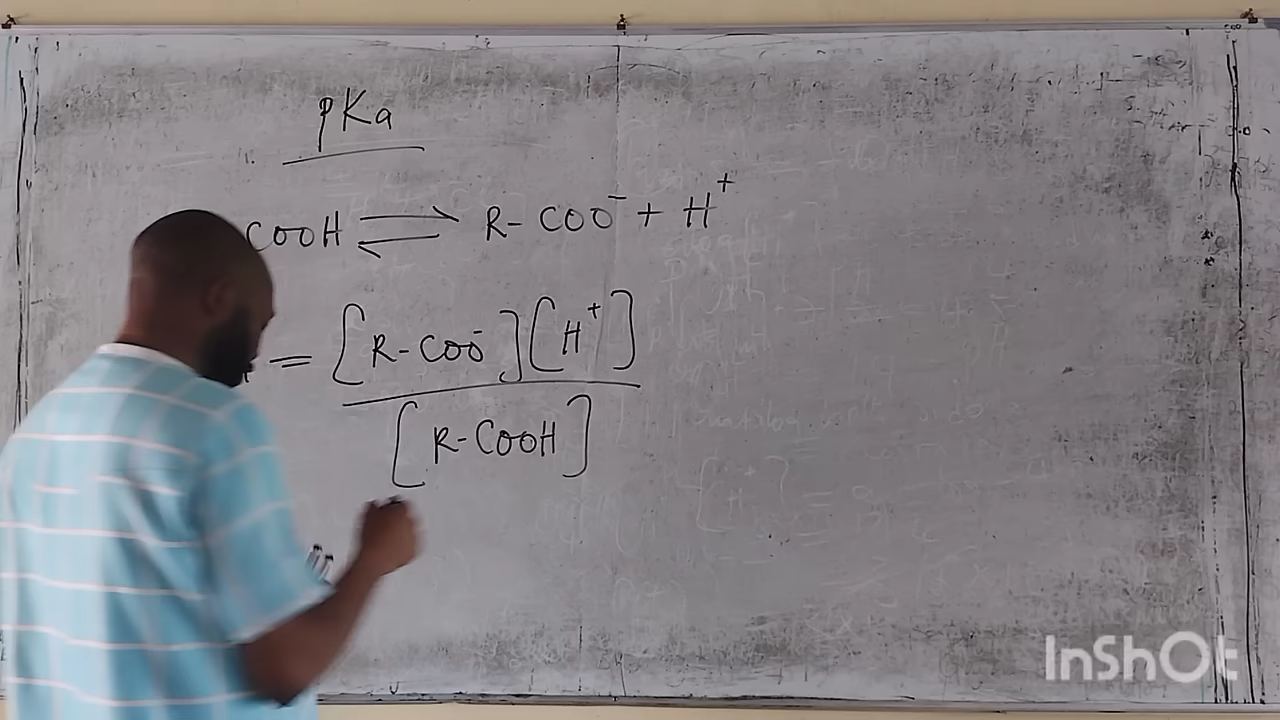 pKa
COOH ⇌ R-COO⁻ + H⁺
= [R-COO⁻][H⁺]
[R-COOH]
InShOt